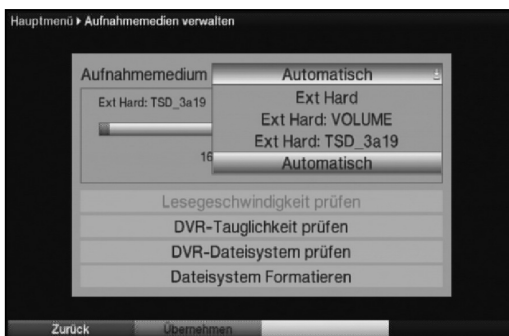 Hauptmenü ▸ Aufnahmemedien verwalten
Aufnahmemedium Automatisch
Ext Hard: TSD_3a19
Ext Hard
Ext Hard: VOLUME
Ext Hard: TSD_3a19
16
Automatisch
Lesegeschwindigkeit prüfen
DVR-Tauglichkeit prüfen
DVR-Dateisystem prüfen
Dateisystem Formatieren
Zurück Übernehmen